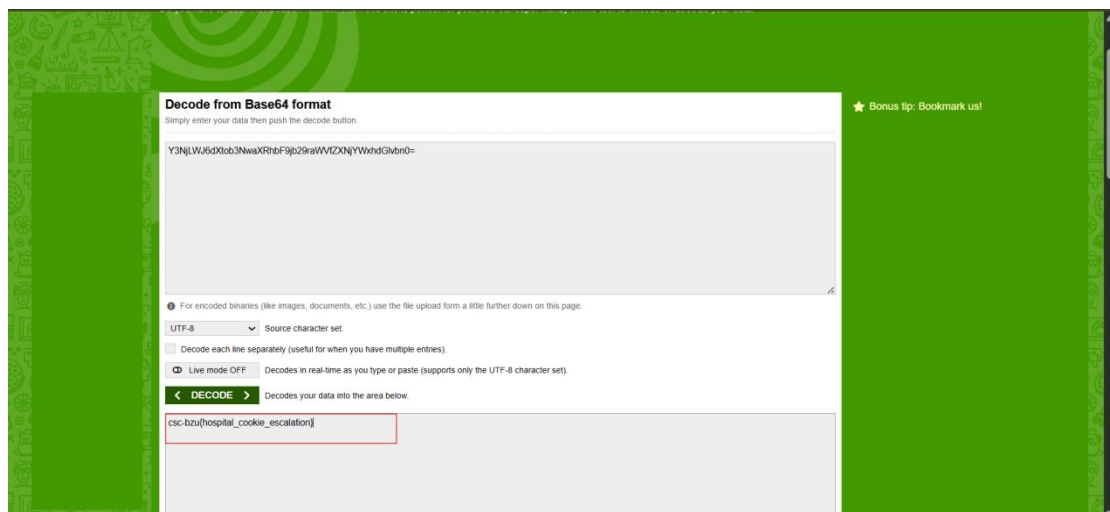 Decode from Base64 format
Bonus tip: Bookmark us!
Simply enter your data then push the decode button.
Y3NjLWJ6dXtob3NwaXRhbF9jb29raWVfZXNjYWxhdGlvbn0=
For encoded binaries (like images, documents, etc.) use the file upload form a little further down on this page.
UTF-8 Source character set.
Decode each line separately (useful for when you have multiple entries).
Live mode OFF Decodes in real-time as you type or paste (supports only the UTF-8 character set).
< DECODE > Decodes your data into the area below.
csc-bzu{hospital_cookie_escalation}